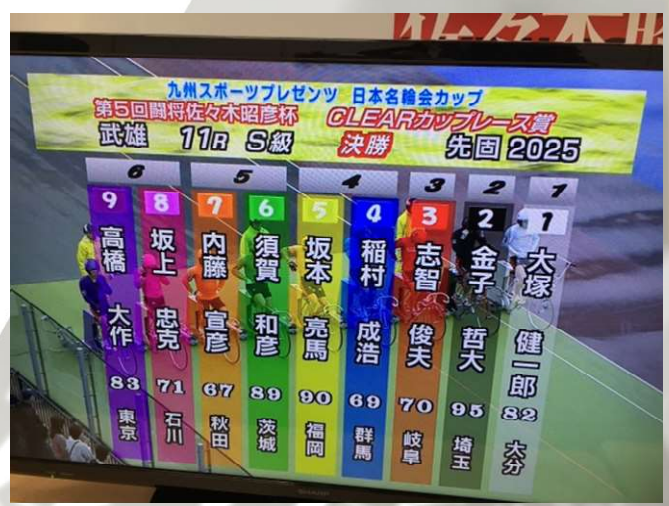 佐々木昭
九州スポーツプレゼンツ 日本名輪会カップ
第5回闘将佐々木昭彦杯 CLEARカップレース賞
武雄 11R S級 決勝 先固 2025
6 5 4 3 2 1
9 8 7 6 5 4 3 2 1
高橋 大作 83 東京
坂上 忠克 71 石川
内藤 宣彦 67 秋田
須賀 和彦 89 茨城
坂本 亮馬 90 福岡
稲村 成浩 69 群馬
志智 俊夫 70 岐阜
金子 哲大 95 埼玉
大塚 健一郎 82 大分
SHARP